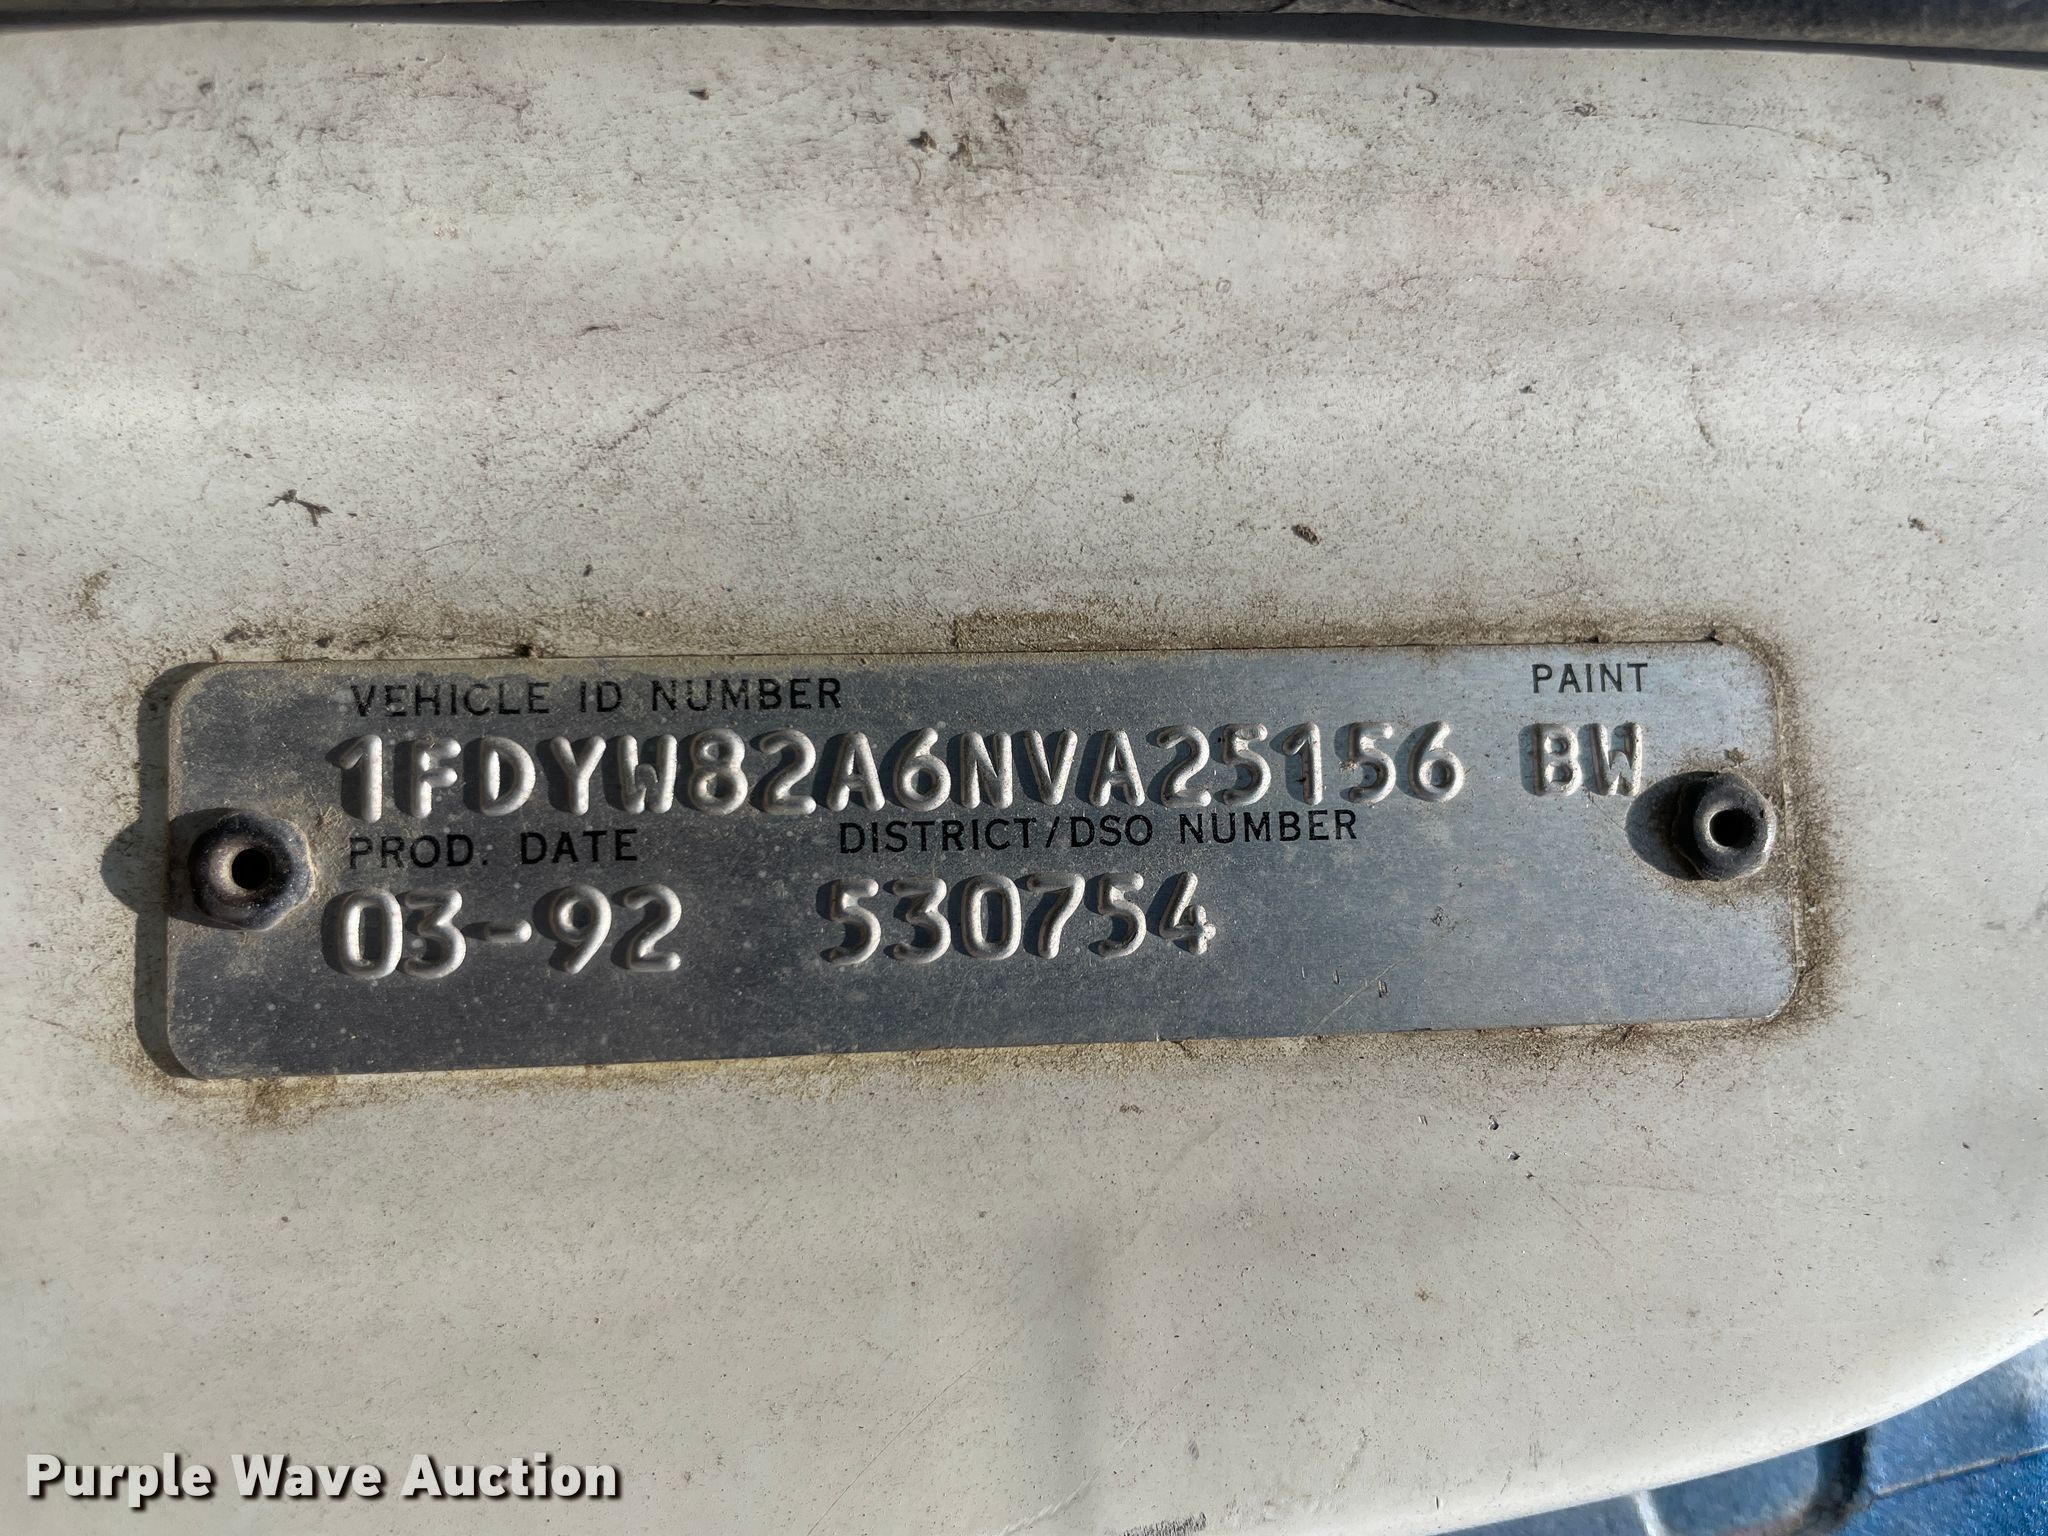 VEHICLE ID NUMBER PAINT
1FDYW82A6NVA25156 BW
PROD. DATE DISTRICT/DSO NUMBER
03-92 530754
Purple Wave Auction